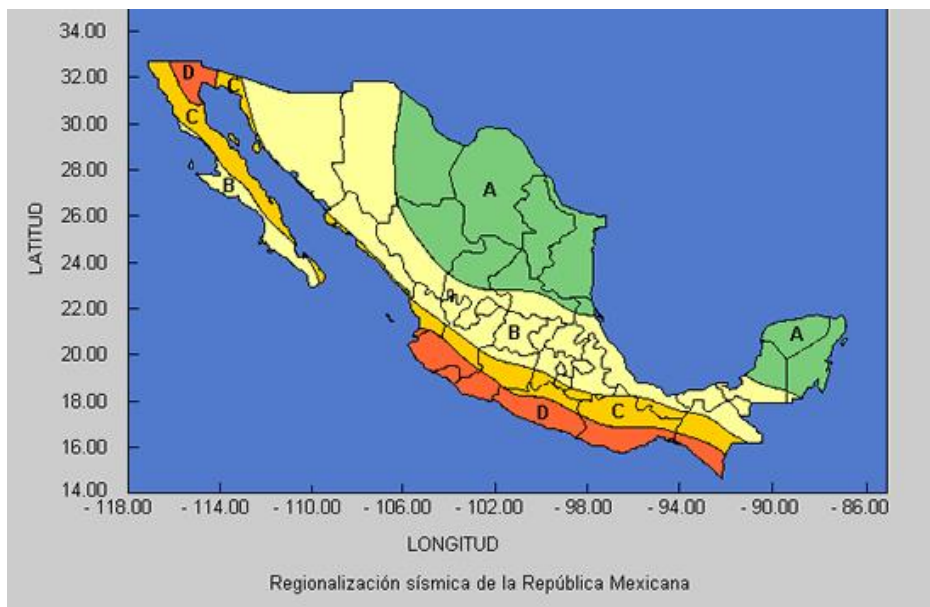 34.00
32.00
30.00
28.00
26.00
24.00
22.00
20.00
18.00
16.00
14.00
LATITUD
D
C
C
B
A
A
B
C
D
- 118.00 - 114.00 - 110.00 - 106.00 - 102.00 - 98.00 - 94.00 - 90.00 - 86.00
LONGITUD
Regionalización sísmica de la República Mexicana